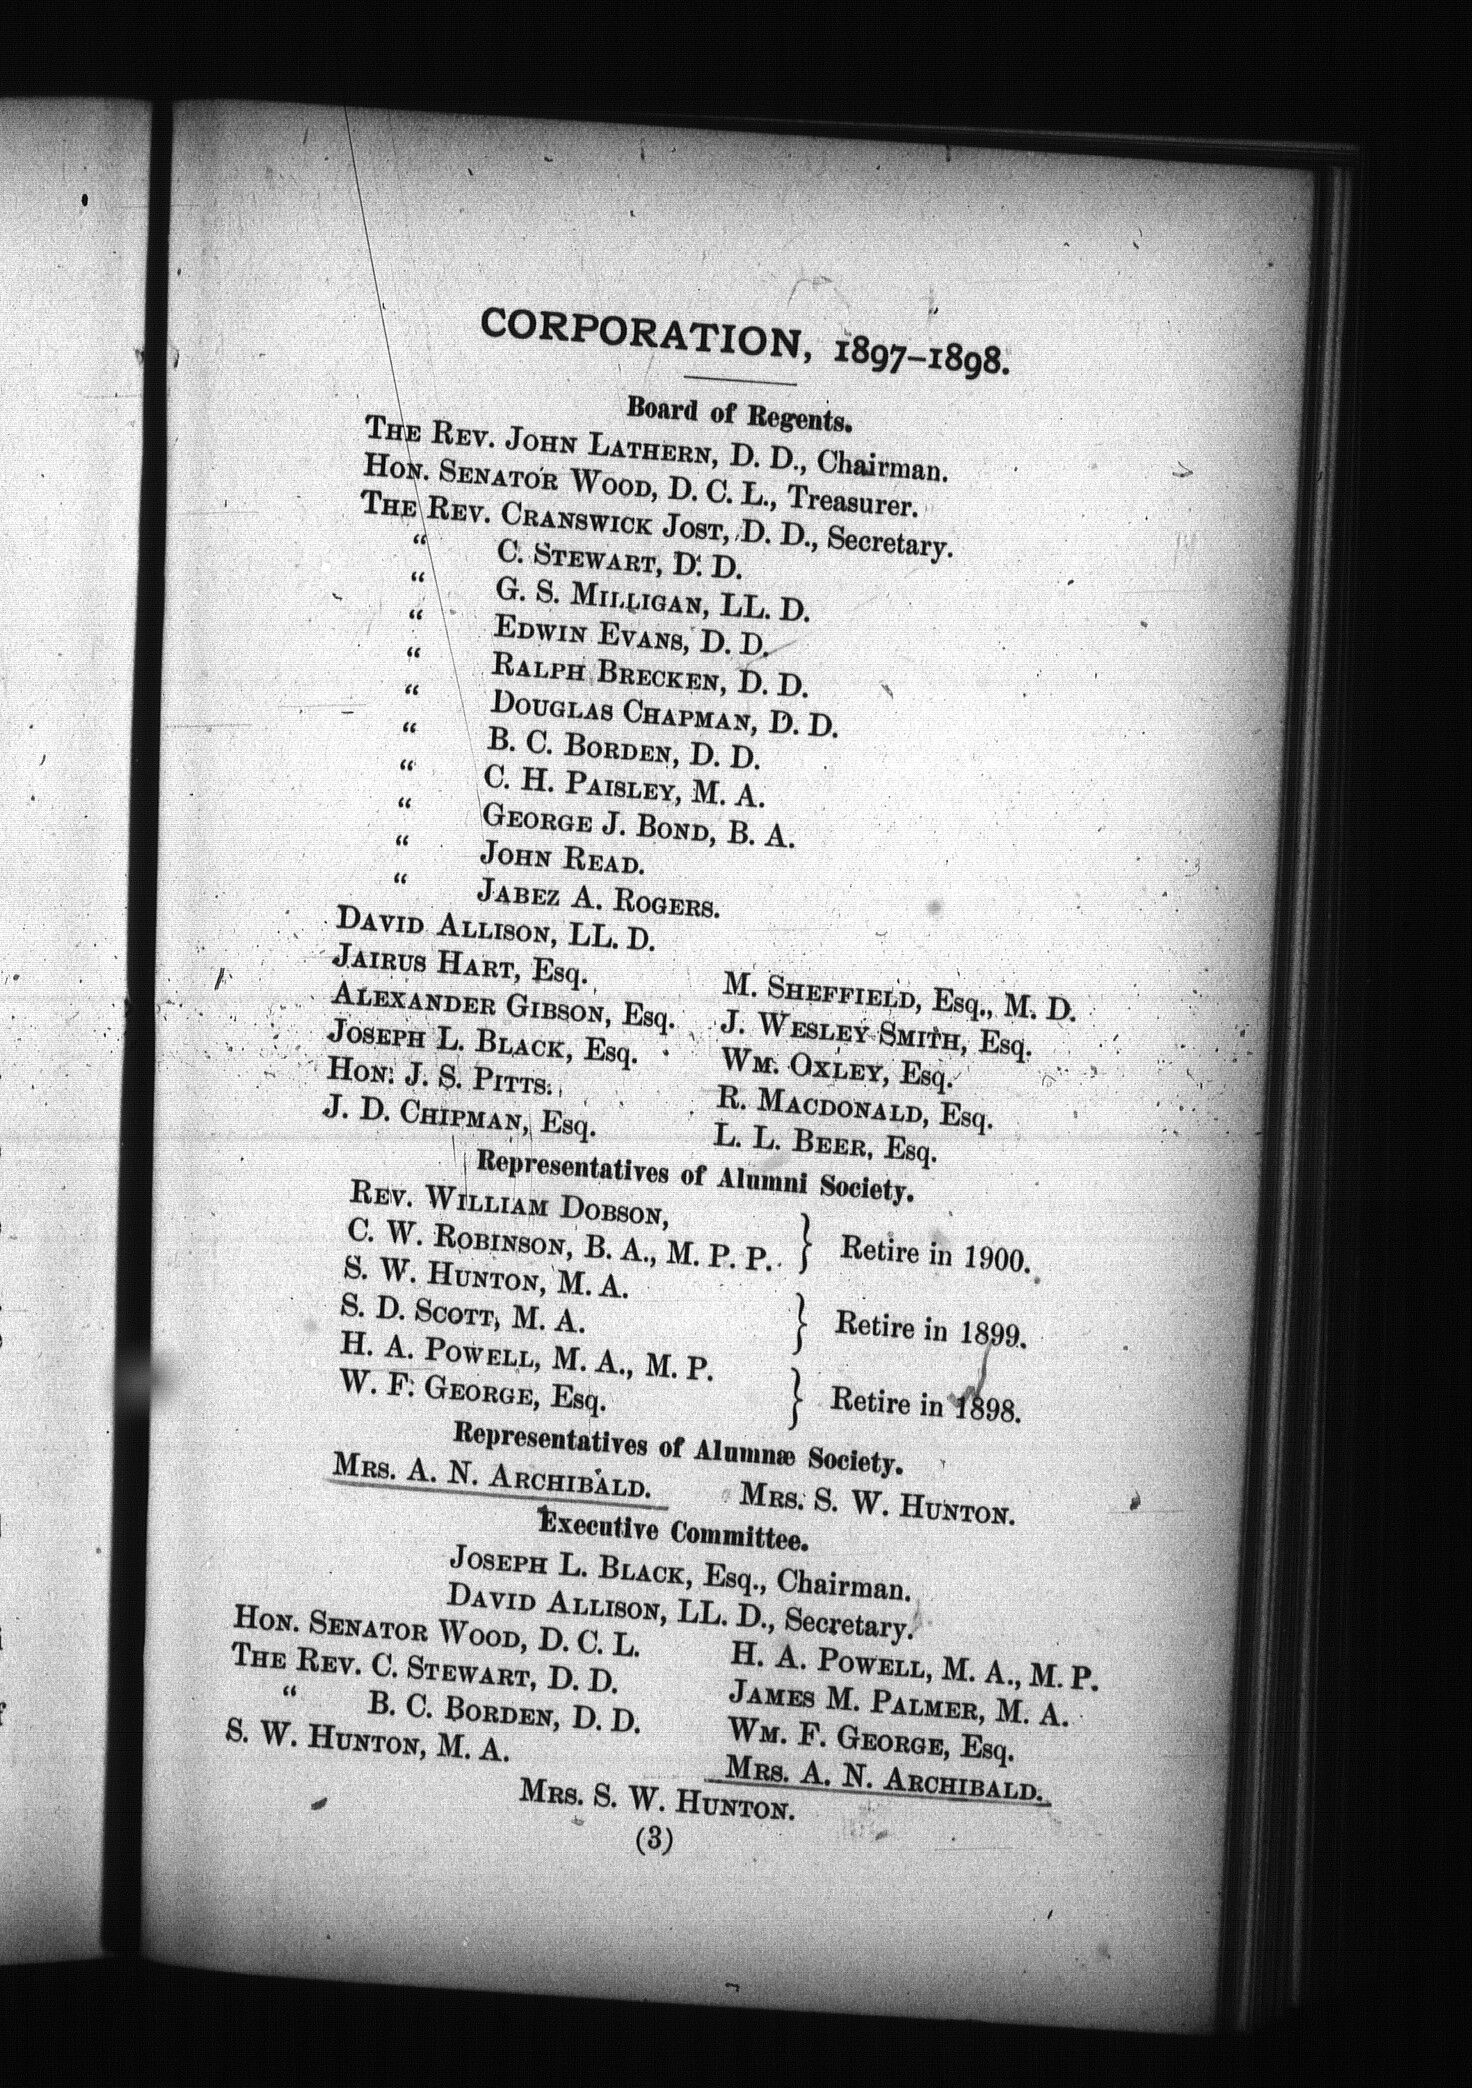 CORPORATION, 1897–1898.
Board of Regents.
THE REV. JOHN LATHERN, D. D., Chairman.
HON. SENATOR WOOD, D. C. L., Treasurer.
THE REV. CRANSWICK JOST, D. D., Secretary.
“ C. STEWART, D. D.
“ G. S. MILLIGAN, LL. D.
“ EDWIN EVANS, D. D.
“ RALPH BRECKEN, D. D.
“ DOUGLAS CHAPMAN, D. D.
“ B. C. BORDEN, D. D.
“ C. H. PAISLEY, M. A.
“ GEORGE J. BOND, B. A.
“ JOHN READ.
“ JABEZ A. ROGERS.
DAVID ALLISON, LL. D.
JAIRUS HART, Esq. M. SHEFFIELD, Esq., M. D.
ALEXANDER GIBSON, Esq. J. WESLEY SMITH, Esq.
JOSEPH L. BLACK, Esq. WM. OXLEY, Esq.
HON. J. S. PITTS. R. MACDONALD, Esq.
J. D. CHIPMAN, Esq. L. L. BEER, Esq.
Representatives of Alumni Society.
REV. WILLIAM DOBSON,
C. W. ROBINSON, B. A., M. P. P. } Retire in 1900.
S. W. HUNTON, M. A.
S. D. SCOTT, M. A. } Retire in 1899.
H. A. POWELL, M. A., M. P.
W. F. GEORGE, Esq. } Retire in 1898.
Representatives of Alumnæ Society.
MRS. A. N. ARCHIBALD. MRS. S. W. HUNTON.
Executive Committee.
JOSEPH L. BLACK, Esq., Chairman.
DAVID ALLISON, LL. D., Secretary.
HON. SENATOR WOOD, D. C. L. H. A. POWELL, M. A., M. P.
THE REV. C. STEWART, D. D. JAMES M. PALMER, M. A.
“ B. C. BORDEN, D. D. WM. F. GEORGE, Esq.
S. W. HUNTON, M. A. MRS. A. N. ARCHIBALD.
MRS. S. W. HUNTON.
(3)